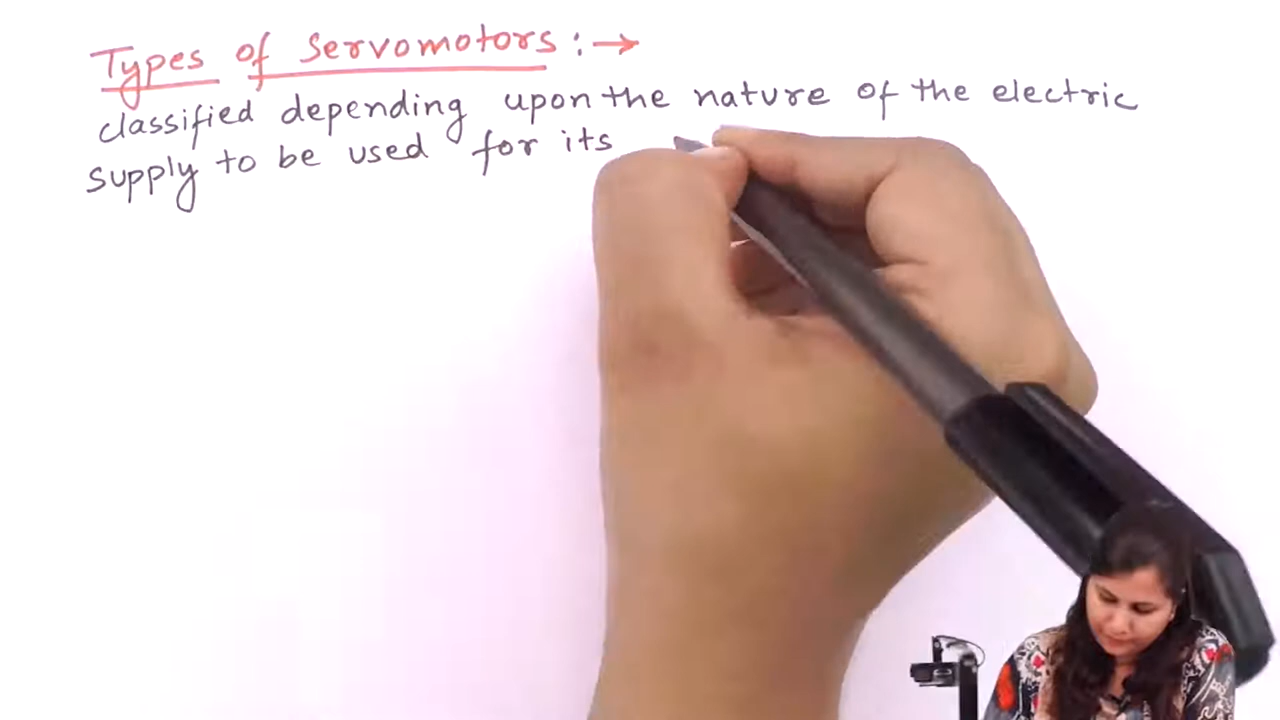 Types of Servomotors :→
classified depending upon the nature of the electric
supply to be used for its